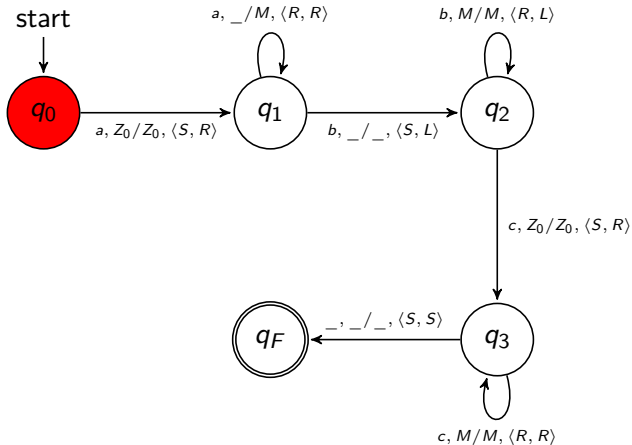 start
a, _/M, ⟨R, R⟩
b, M/M, ⟨R, L⟩
q0
q1
q2
a, Z0/Z0, ⟨S, R⟩
b, _/_, ⟨S, L⟩
c, Z0/Z0, ⟨S, R⟩
_, _/_, ⟨S, S⟩
qF
q3
c, M/M, ⟨R, R⟩